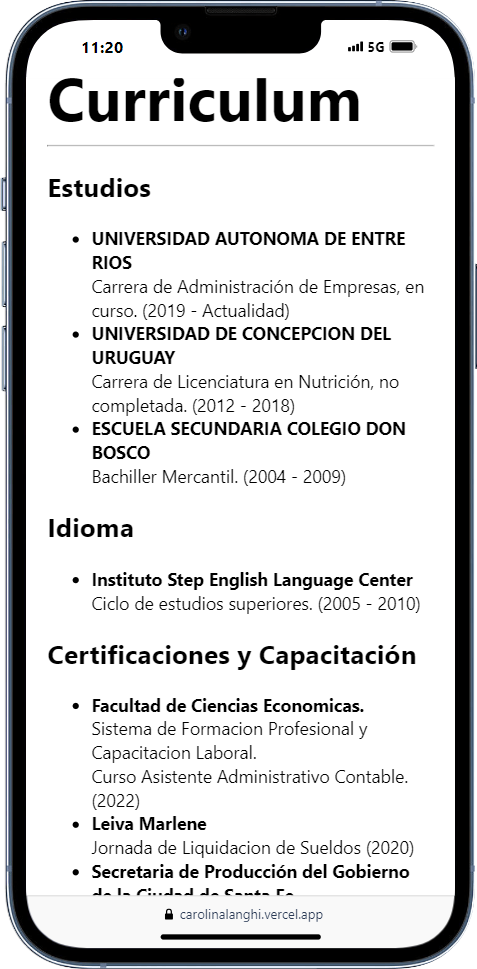 11:20
5G
Curriculum
Estudios
UNIVERSIDAD AUTONOMA DE ENTRE
RIOS
Carrera de Administración de Empresas, en
curso. (2019 - Actualidad)
UNIVERSIDAD DE CONCEPCION DEL
URUGUAY
Carrera de Licenciatura en Nutrición, no
completada. (2012 - 2018)
ESCUELA SECUNDARIA COLEGIO DON
BOSCO
Bachiller Mercantil. (2004 - 2009)
Idioma
Instituto Step English Language Center
Ciclo de estudios superiores. (2005 - 2010)
Certificaciones y Capacitación
Facultad de Ciencias Economicas.
Sistema de Formacion Profesional y
Capacitacion Laboral.
Curso Asistente Administrativo Contable.
(2022)
Leiva Marlene
Jornada de Liquidacion de Sueldos (2020)
Secretaria de Producción del Gobierno
de la Ciudad de Santa Fe
carolinalanghi.vercel.app